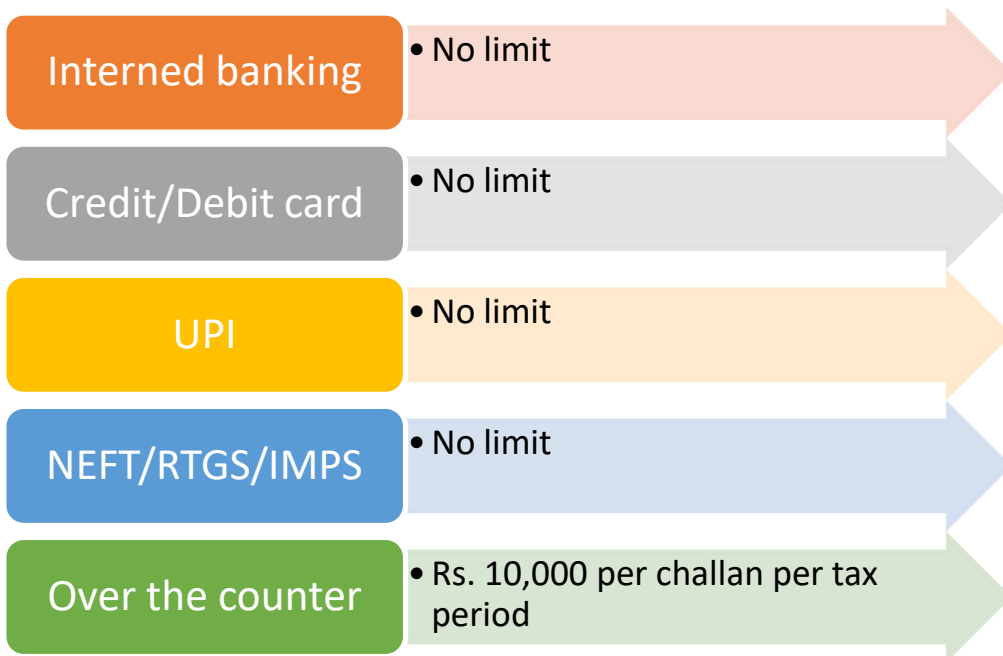 Interned banking
• No limit
Credit/Debit card
• No limit
UPI
• No limit
NEFT/RTGS/IMPS
• No limit
Over the counter
• Rs. 10,000 per challan per tax
period